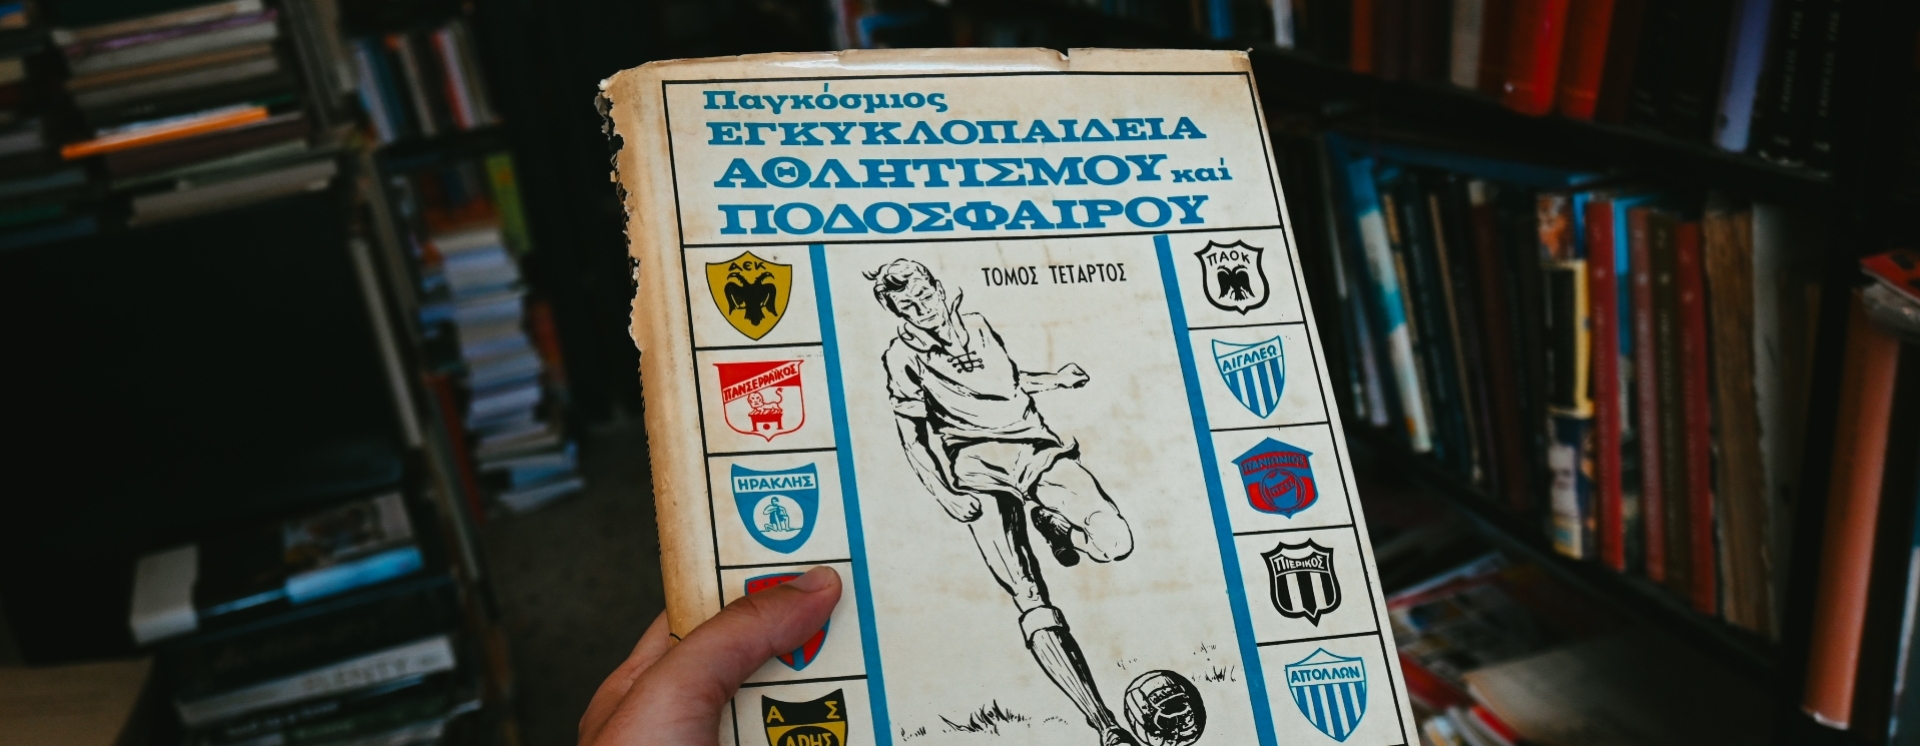 Παγκόσμιος
ΕΓΚΥΚΛΟΠΑΙΔΕΙΑ
ΑΘΛΗΤΙΣΜΟΥ καί
ΠΟΔΟΣΦΑΙΡΟΥ
ΤΟΜΟΣ ΤΕΤΑΡΤΟΣ
ΑΕΚ
ΠΑΝΣΕΡΡΑΪΚΟΣ
ΗΡΑΚΛΗΣ
Α Σ
ΑΡΗΣ
ΠΑΟΚ
ΑΙΓΑΛΕΩ
ΠΑΝΙΩΝΙΟΣ
ΠΙΕΡΙΚΟΣ
ΑΠΟΛΛΩΝ